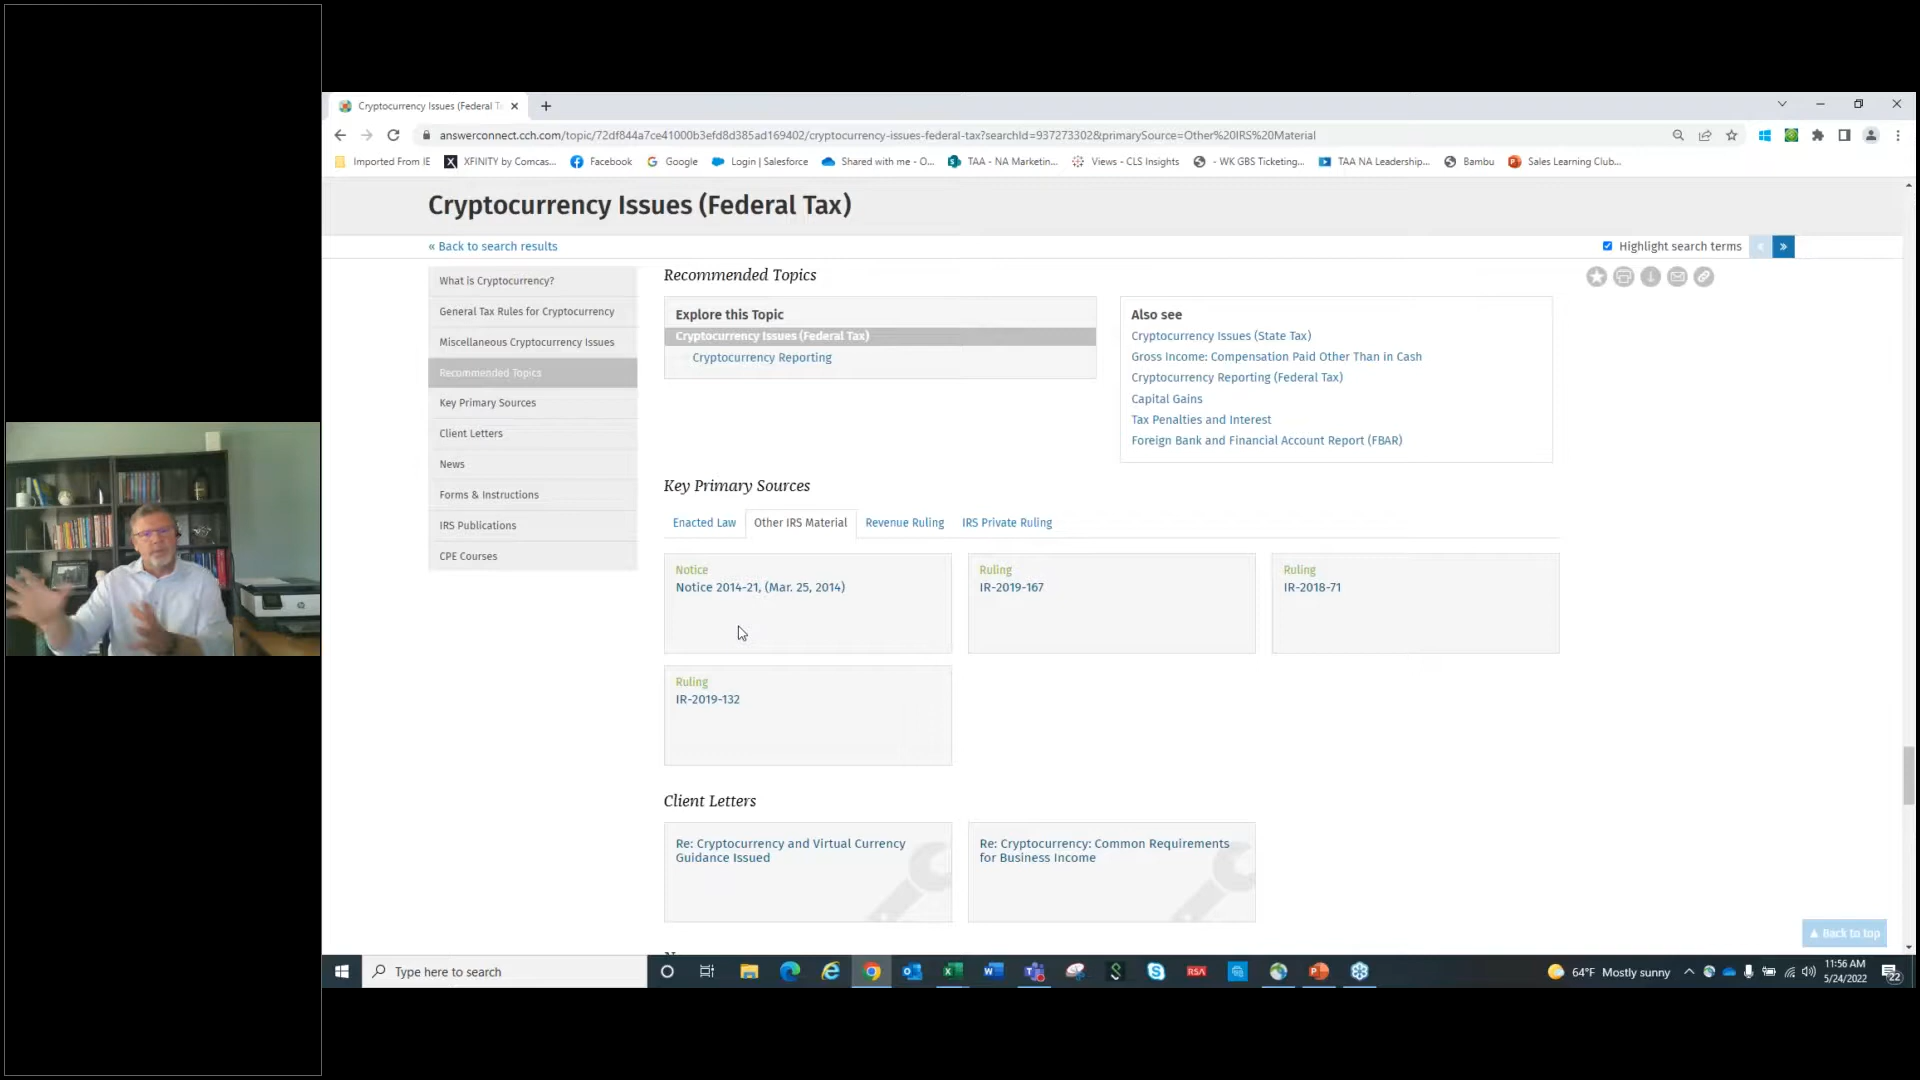 Cryptocurrency Issues (Federal T
answerconnect.cch.com/topic/72df844a7ce41000b3efd8d385ad169402/cryptocurrency-issues-federal-tax?searchId=937273302&primarySource=Other%20IRS%20Material
Imported From IE XFINITY by Comcas... Facebook Google Login | Salesforce Shared with me - O... TAA - NA Marketin... Views - CLS Insights - WK GBS Ticketing... TAA NA Leadership... Bambu Sales Learning Club...
Cryptocurrency Issues (Federal Tax)
« Back to search results
Highlight search terms « »
What is Cryptocurrency?
General Tax Rules for Cryptocurrency
Miscellaneous Cryptocurrency Issues
Recommended Topics
Key Primary Sources
Client Letters
News
Forms & Instructions
IRS Publications
CPE Courses
Recommended Topics
Explore this Topic
Cryptocurrency Issues (Federal Tax)
Cryptocurrency Reporting
Also see
Cryptocurrency Issues (State Tax)
Gross Income: Compensation Paid Other Than in Cash
Cryptocurrency Reporting (Federal Tax)
Capital Gains
Tax Penalties and Interest
Foreign Bank and Financial Account Report (FBAR)
Key Primary Sources
Enacted Law Other IRS Material Revenue Ruling IRS Private Ruling
Notice
Notice 2014-21, (Mar. 25, 2014)
Ruling
IR-2019-167
Ruling
IR-2018-71
Ruling
IR-2019-132
Client Letters
Re: Cryptocurrency and Virtual Currency
Guidance Issued
Re: Cryptocurrency: Common Requirements
for Business Income
Back to top
Type here to search
RSA
64°F Mostly sunny
11:56 AM
5/24/2022
22